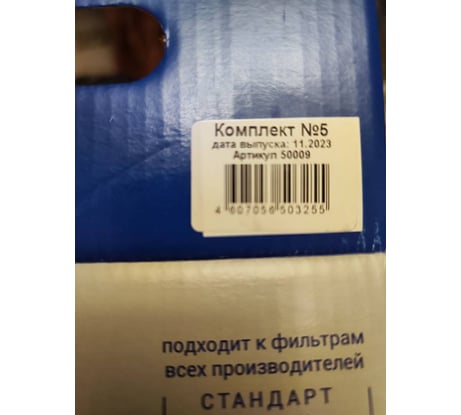 Комплект №5
дата выпуска: 11.2023
Артикул 50009
4 607056 503255
подходит к фильтрам
всех производителей
СТАНДАРТ